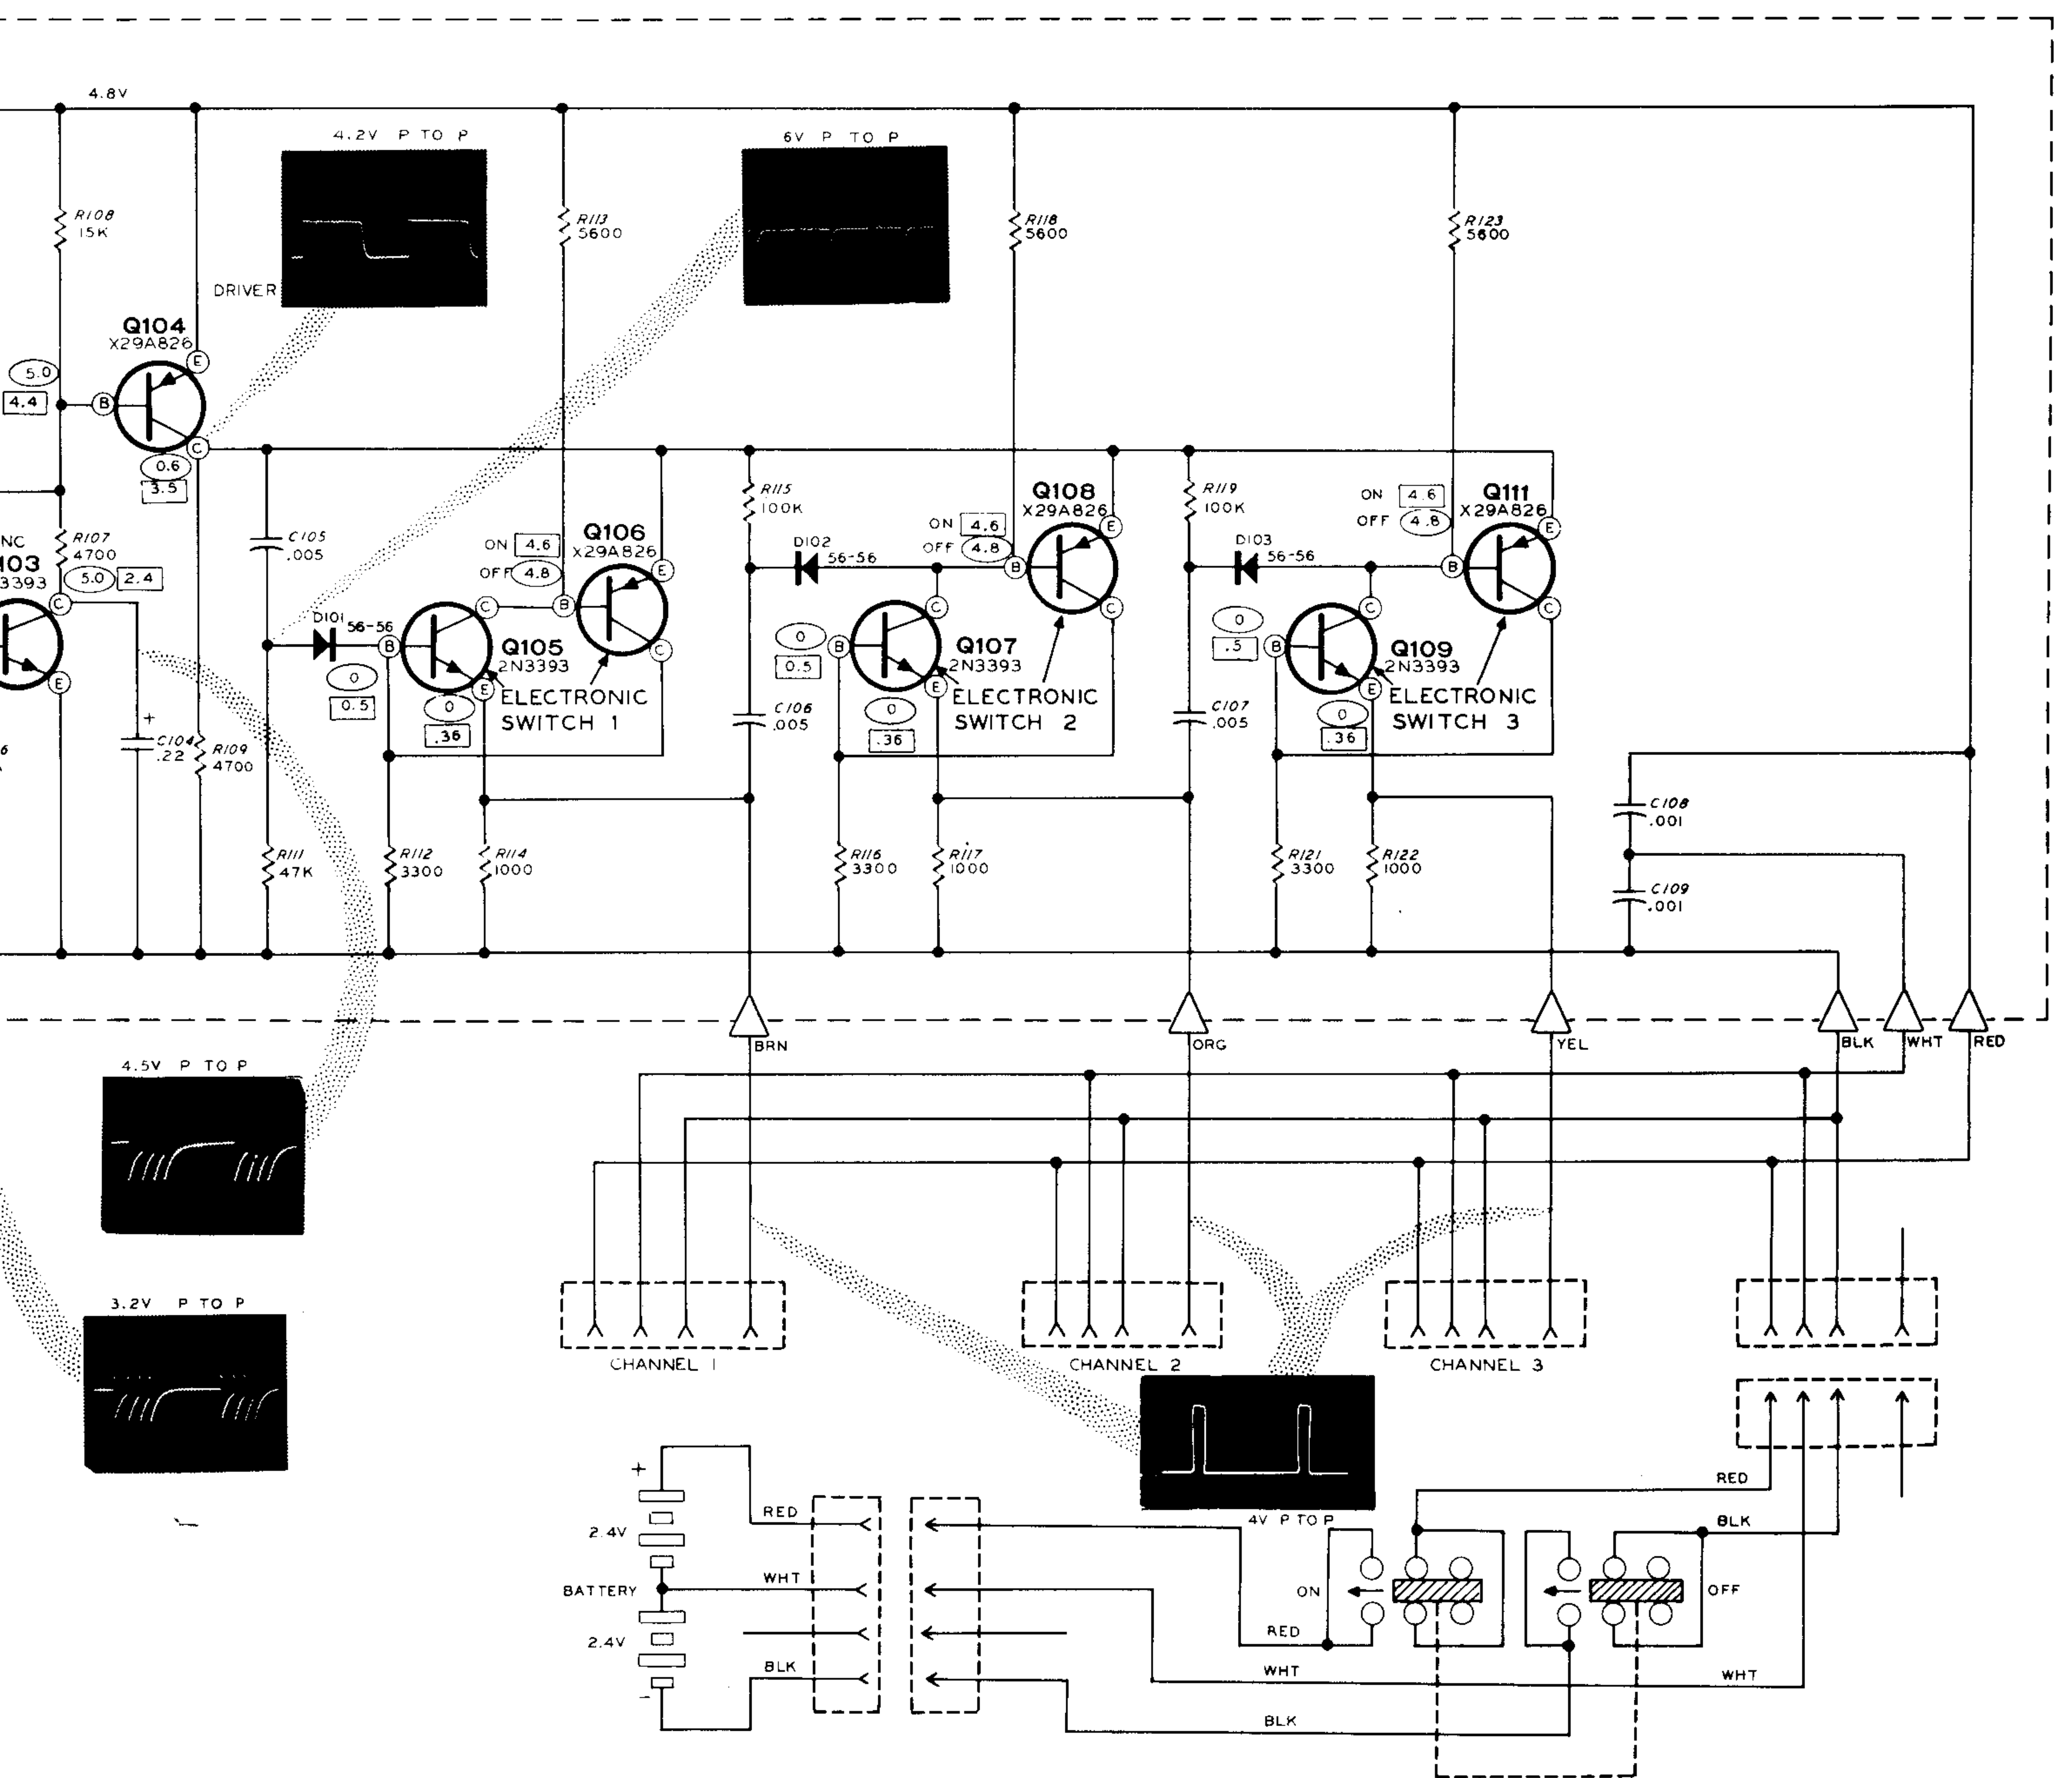 4.8V
4.2V P TO P
6V P TO P
R108
15K
R113
5600
R118
5600
R123
5600
DRIVER
Q104
X29A826
E
5.0
4.4
B
C
0.6
3.5
R107
4700
NC
103
3393
5.0
2.4
C
E
C105
.005
D101
56-56
B
0
0.5
C
Q105
2N3393
E
0
.36
ON 4.6
OFF 4.8
B
Q106
X29A826
E
C
ELECTRONIC
SWITCH 1
R115
100K
D102
56-56
ON 4.6
OFF 4.8
B
Q108
X29A826
E
C
0
0.5
B
C
Q107
2N3393
E
0
.36
ELECTRONIC
SWITCH 2
C106
.005
R119
100K
D103
56-56
ON 4.6
OFF 4.8
B
Q111
X29A826
E
C
0
.5
B
C
Q109
2N3393
E
0
.36
ELECTRONIC
SWITCH 3
C107
.005
+
C104
.22
R109
4700
6
R111
47K
R112
3300
R114
1000
R116
3300
R117
1000
R121
3300
R122
1000
C108
.001
C109
.001
BRN
ORG
YEL
BLK
WHT
RED
4.5V P TO P
3.2V P TO P
CHANNEL 1
CHANNEL 2
CHANNEL 3
4V P TO P
+
2.4V
BATTERY
2.4V
-
RED
WHT
BLK
RED
BLK
ON
OFF
RED
WHT
WHT
BLK